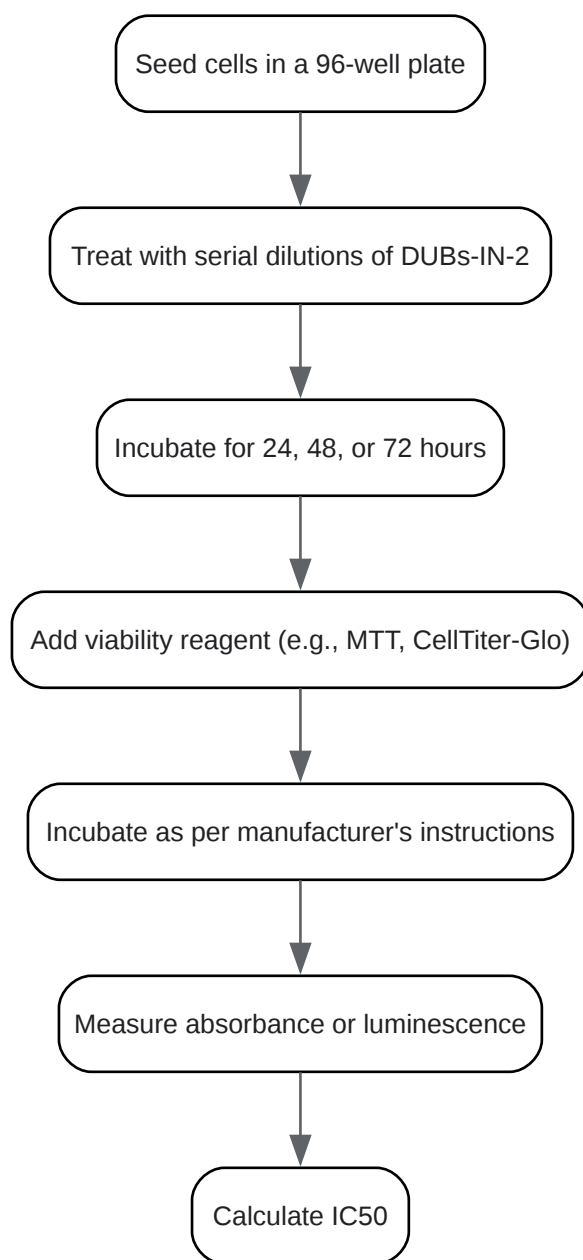 Seed cells in a 96-well plate
Treat with serial dilutions of DUBs-IN-2
Incubate for 24, 48, or 72 hours
Add viability reagent (e.g., MTT, CellTiter-Glo)
Incubate as per manufacturer's instructions
Measure absorbance or luminescence
Calculate IC50